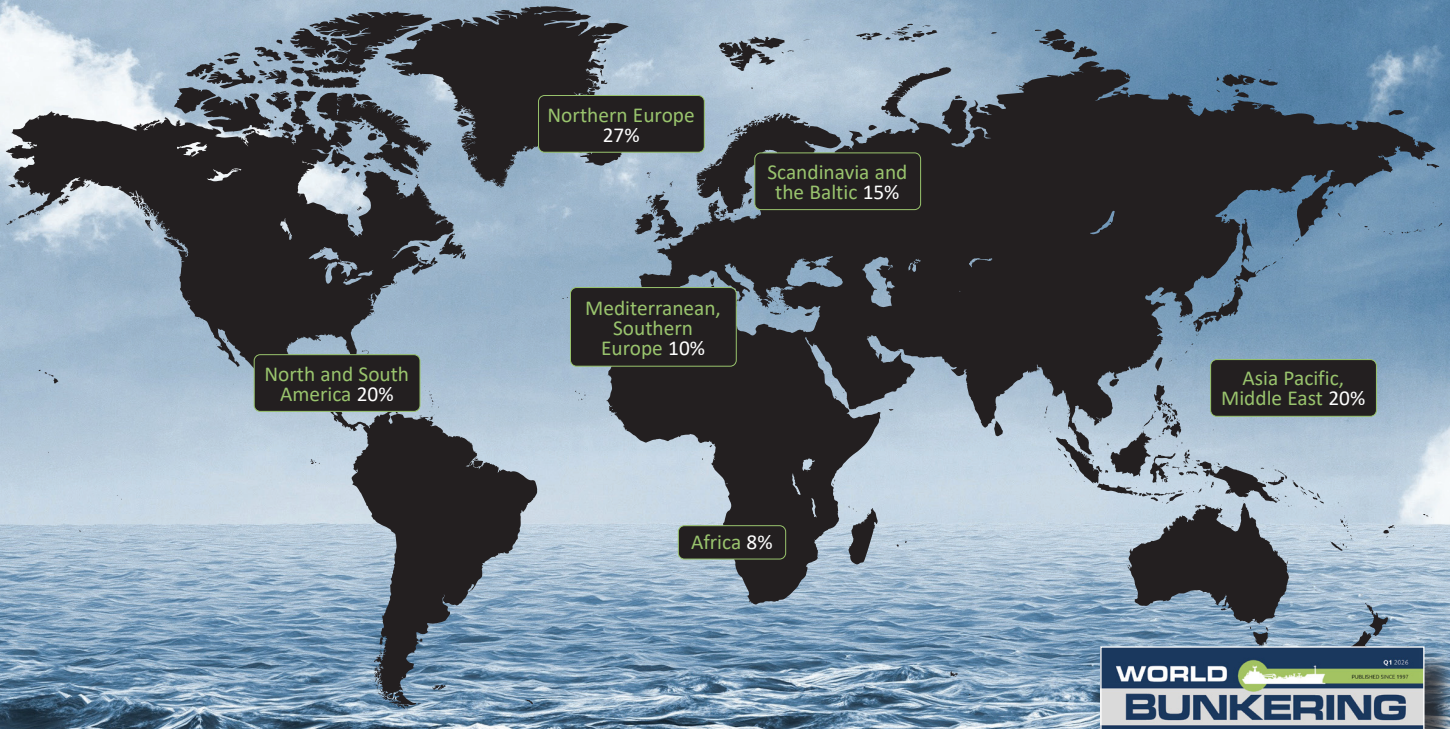 Northern Europe
27%
Scandinavia and
the Baltic 15%
Mediterranean,
Southern
Europe 10%
North and South
America 20%
Asia Pacific,
Middle East 20%
Africa 8%
Q1 2026
WORLD
PUBLISHED SINCE 1997
BUNKERING